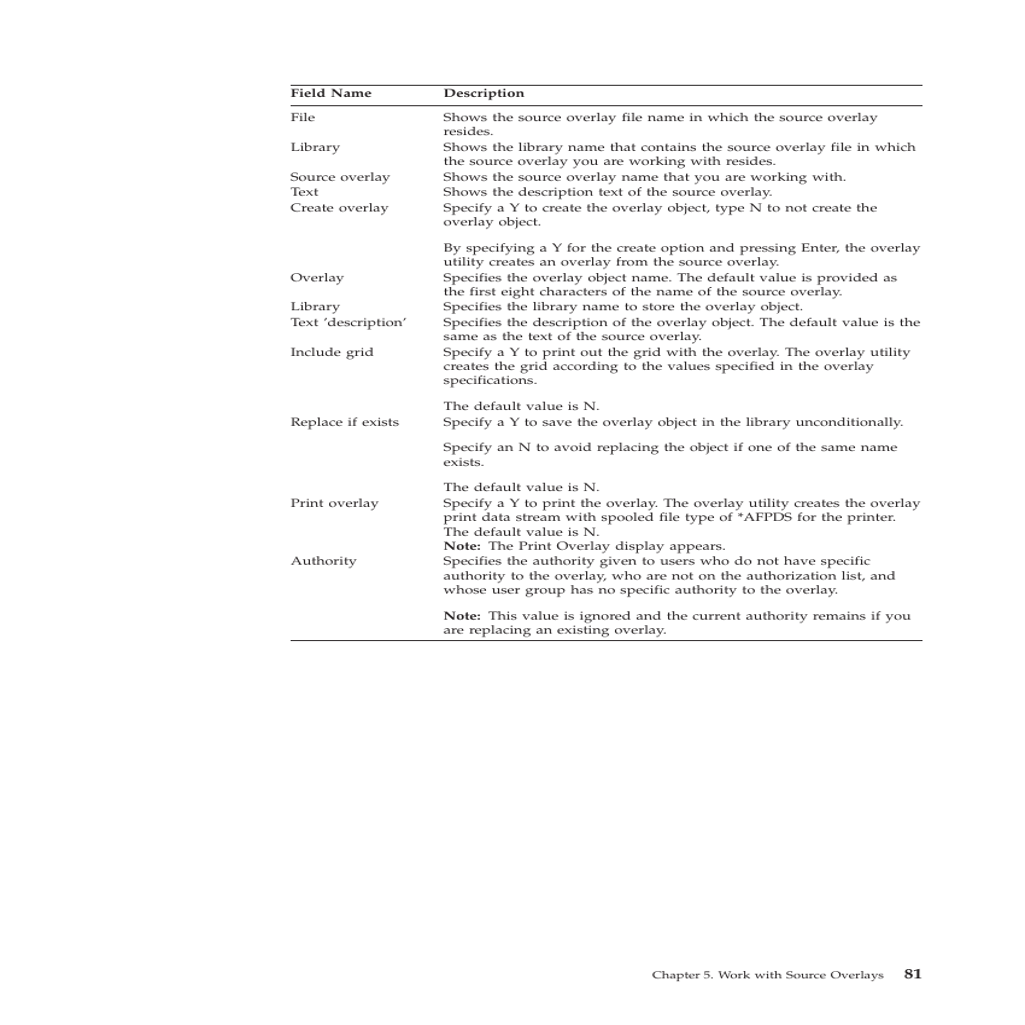 Field Name Description
File Shows the source overlay file name in which the source overlay
resides.
Library Shows the library name that contains the source overlay file in which
the source overlay you are working with resides.
Source overlay Shows the source overlay name that you are working with.
Text Shows the description text of the source overlay.
Create overlay Specify a Y to create the overlay object, type N to not create the
overlay object.
By specifying a Y for the create option and pressing Enter, the overlay
utility creates an overlay from the source overlay.
Overlay Specifies the overlay object name. The default value is provided as
the first eight characters of the name of the source overlay.
Library Specifies the library name to store the overlay object.
Text ’description’ Specifies the description of the overlay object. The default value is the
same as the text of the source overlay.
Include grid Specify a Y to print out the grid with the overlay. The overlay utility
creates the grid according to the values specified in the overlay
specifications.
The default value is N.
Replace if exists Specify a Y to save the overlay object in the library unconditionally.
Specify an N to avoid replacing the object if one of the same name
exists.
The default value is N.
Print overlay Specify a Y to print the overlay. The overlay utility creates the overlay
print data stream with spooled file type of *AFPDS for the printer.
The default value is N.
Note: The Print Overlay display appears.
Authority Specifies the authority given to users who do not have specific
authority to the overlay, who are not on the authorization list, and
whose user group has no specific authority to the overlay.
Note: This value is ignored and the current authority remains if you
are replacing an existing overlay.
Chapter 5. Work with Source Overlays 81